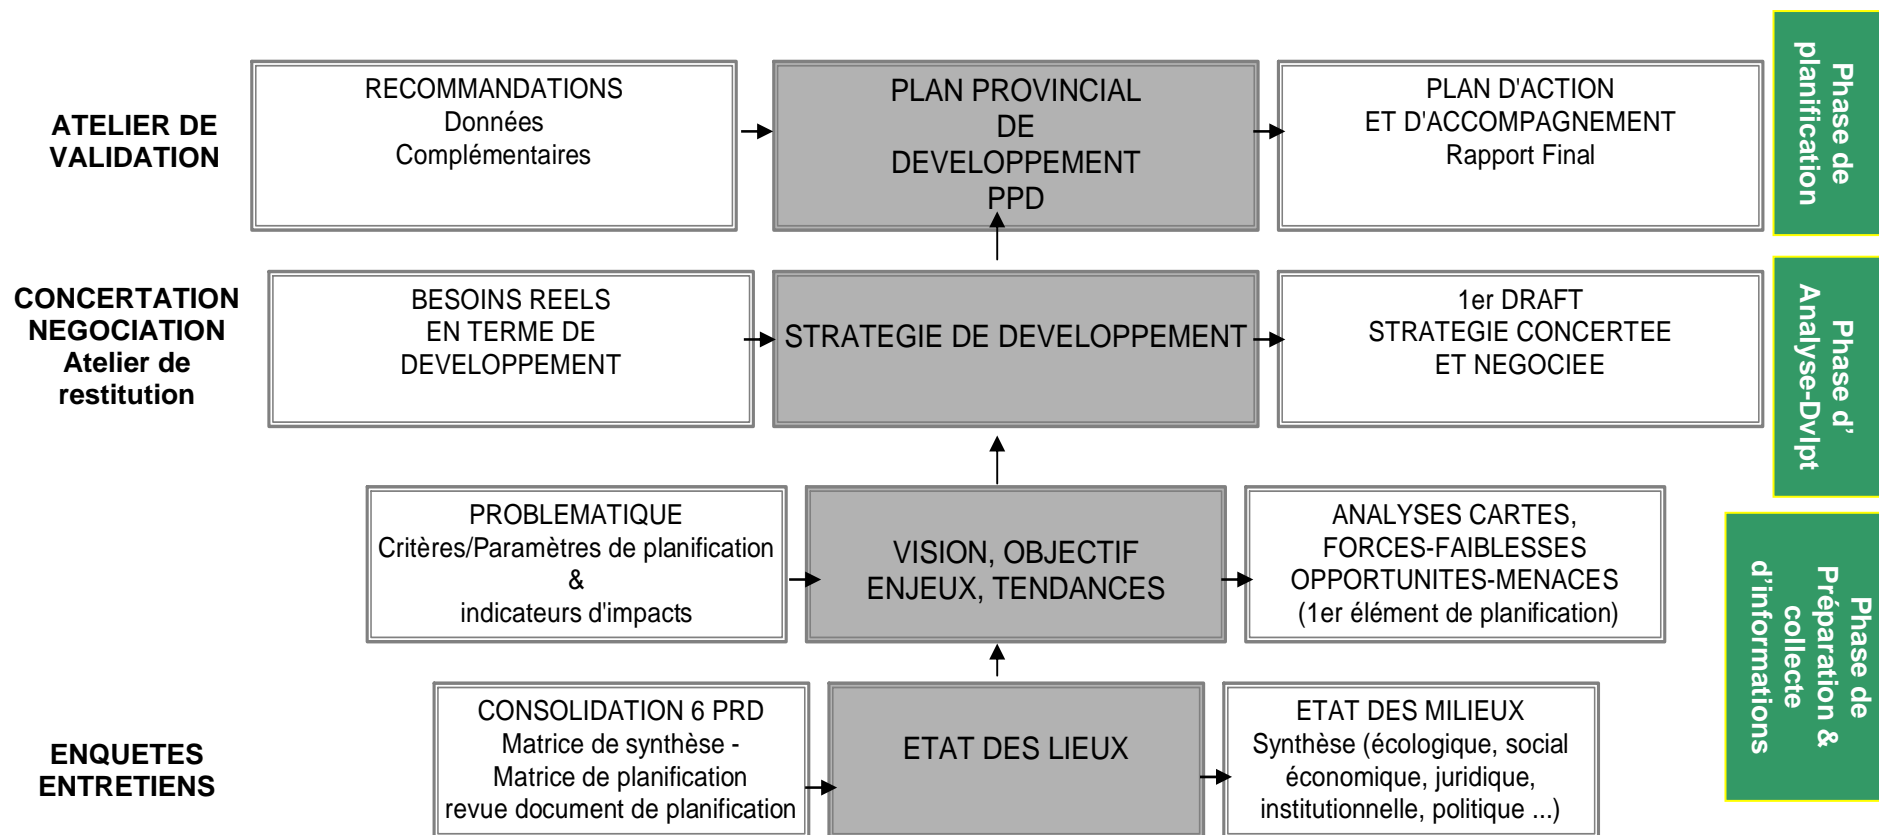 ATELIER DE
VALIDATION
RECOMMANDATIONS
Données
Complémentaires
PLAN PROVINCIAL
DE
DEVELOPPEMENT
PPD
PLAN D'ACTION
ET D'ACCOMPAGNEMENT
Rapport Final
Phase de
planification
CONCERTATION
NEGOCIATION
Atelier de
restitution
BESOINS REELS
EN TERME DE
DEVELOPPEMENT
STRATEGIE DE DEVELOPPEMENT
1er DRAFT
STRATEGIE CONCERTEE
ET NEGOCIEE
Phase d'
Analyse-Dvlpt
PROBLEMATIQUE
Critères/Paramètres de planification
&
indicateurs d'impacts
VISION, OBJECTIF
ENJEUX, TENDANCES
ANALYSES CARTES,
FORCES-FAIBLESSES
OPPORTUNITES-MENACES
(1er élément de planification)
Phase de
Préparation &
collecte
d'informations
ENQUETES
ENTRETIENS
CONSOLIDATION 6 PRD
Matrice de synthèse -
Matrice de planification
revue document de planification
ETAT DES LIEUX
ETAT DES MILIEUX
Synthèse (écologique, social
économique, juridique,
institutionnelle, politique ...)